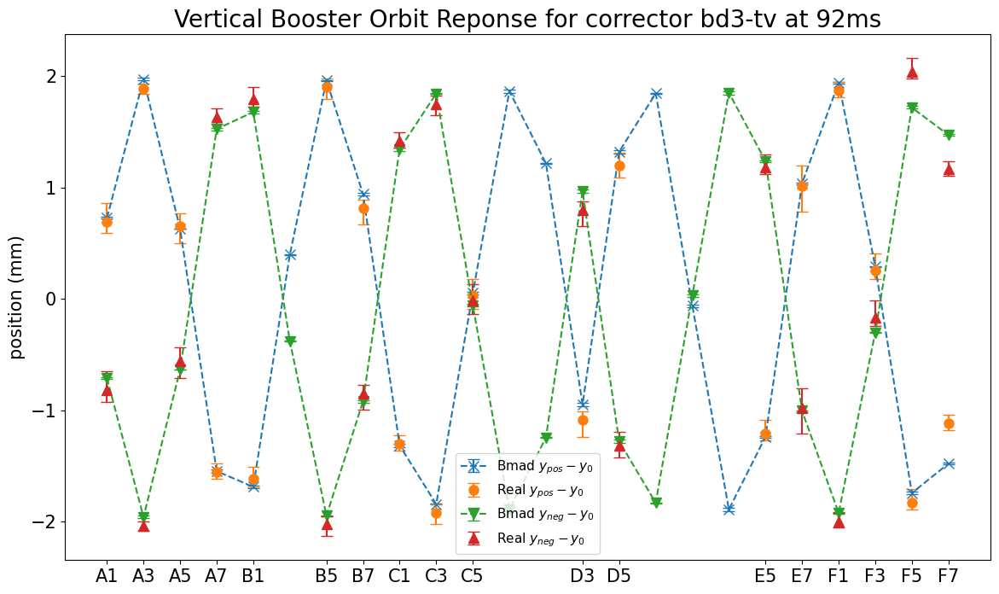 Vertical Booster Orbit Reponse for corrector bd3-tv at 92ms
position (mm)
2
1
0
−1
−2
Bmad y_pos − y_0
Real y_pos − y_0
Bmad y_neg − y_0
Real y_neg − y_0
A1 A3 A5 A7 B1 B5 B7 C1 C3 C5 D3 D5 E5 E7 F1 F3 F5 F7